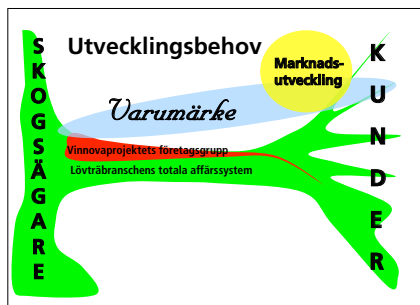 Utvecklingsbehov
SKOGSÄGARE
Marknads-
utveckling
KUNDER
Varumärke
Vinnovaprojektets företagsgrupp
Lövträbranschens totala affärssystem